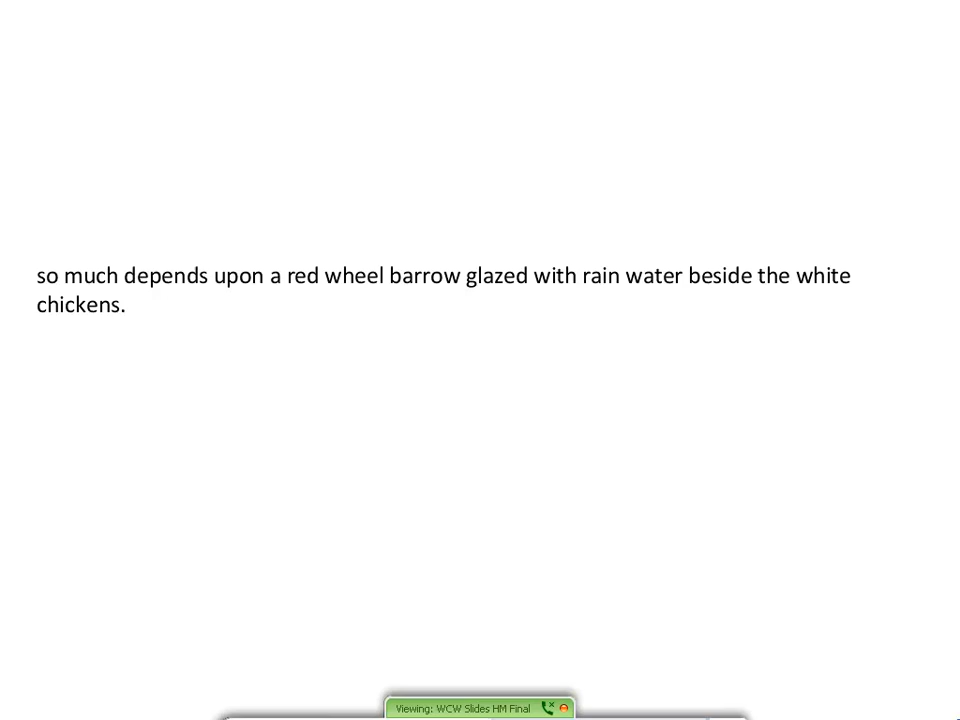 so much depends upon a red wheel barrow glazed with rain water beside the white
chickens.
Viewing: WCW Slides HM Final